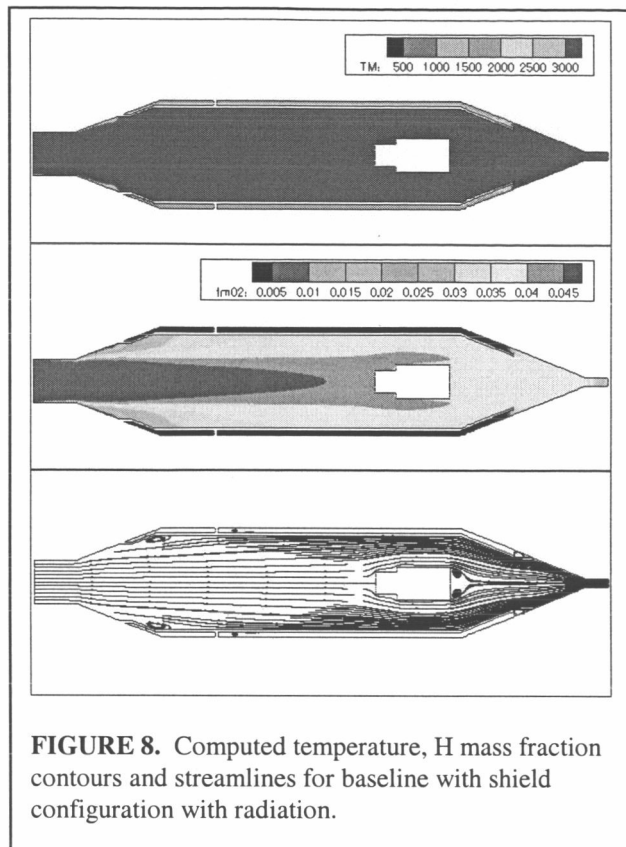 TM: 500 1000 1500 2000 2500 3000
fm02: 0.005 0.01 0.015 0.02 0.025 0.03 0.035 0.04 0.045
FIGURE 8. Computed temperature, H mass fraction
contours and streamlines for baseline with shield
configuration with radiation.